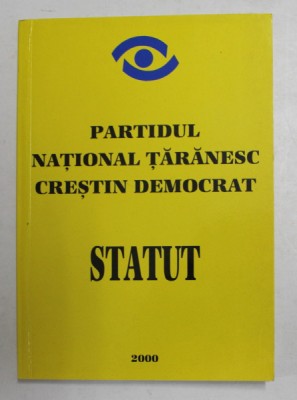 PARTIDUL
NAȚIONAL ȚĂRĂNESC
CREȘTIN DEMOCRAT
STATUT
2000